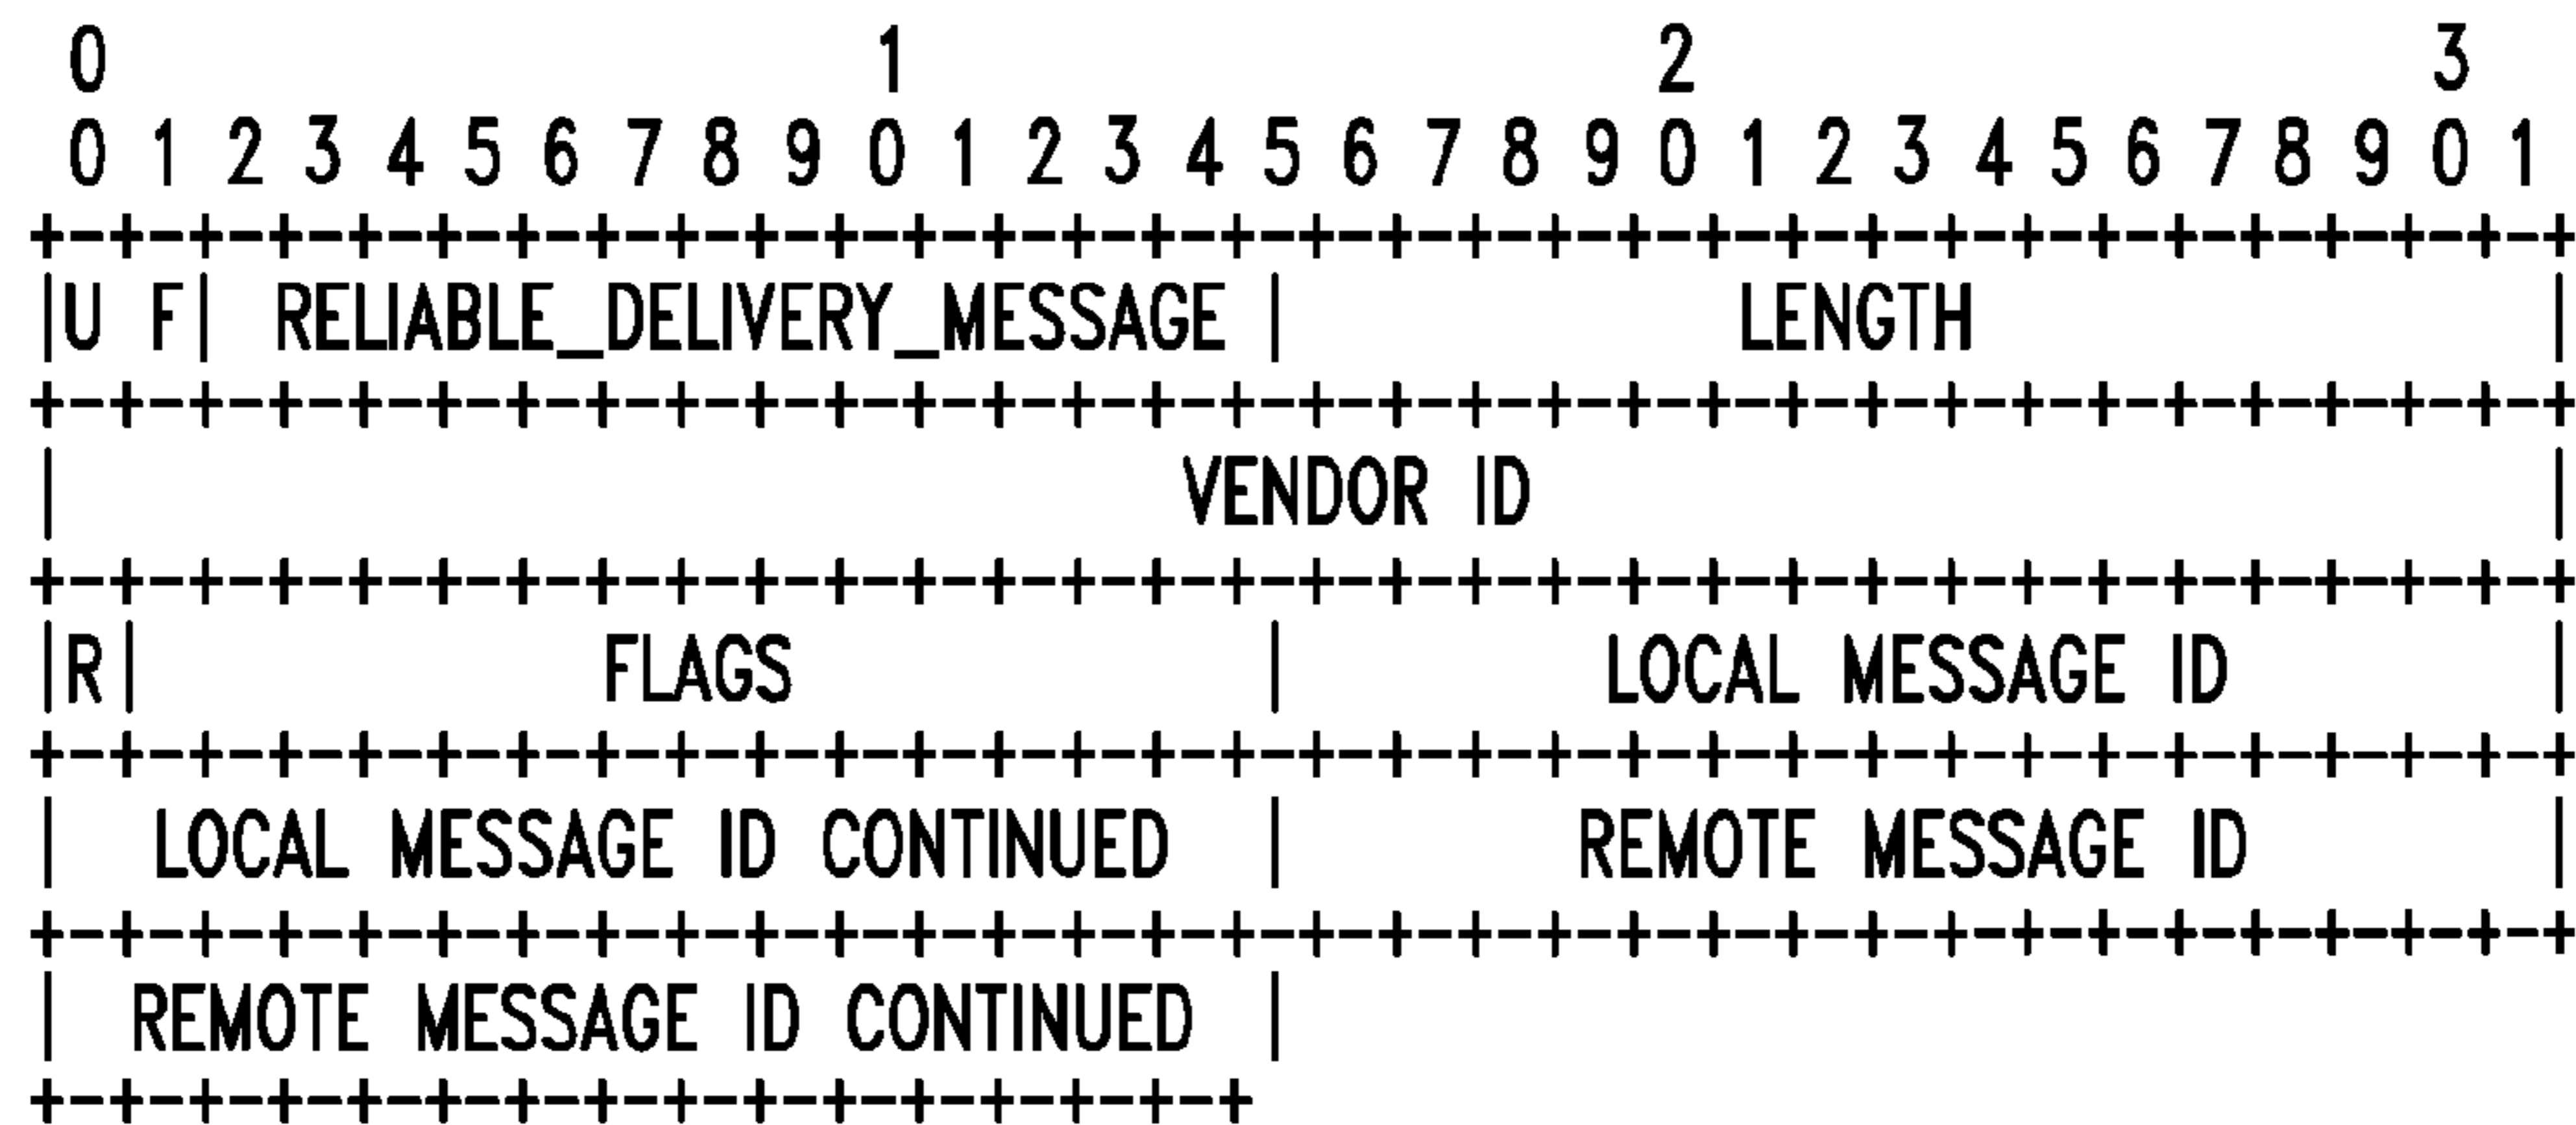 0 1 2 3
0 1 2 3 4 5 6 7 8 9 0 1 2 3 4 5 6 7 8 9 0 1 2 3 4 5 6 7 8 9 0 1
+-+-+-+-+-+-+-+-+-+-+-+-+-+-+-+-+-+-+-+-+-+-+-+-+-+-+-+-+-+-+-+-+
|U F| RELIABLE_DELIVERY_MESSAGE | LENGTH |
+-+-+-+-+-+-+-+-+-+-+-+-+-+-+-+-+-+-+-+-+-+-+-+-+-+-+-+-+-+-+-+-+
| VENDOR ID |
+-+-+-+-+-+-+-+-+-+-+-+-+-+-+-+-+-+-+-+-+-+-+-+-+-+-+-+-+-+-+-+-+
|R| FLAGS | LOCAL MESSAGE ID |
+-+-+-+-+-+-+-+-+-+-+-+-+-+-+-+-+-+-+-+-+-+-+-+-+-+-+-+-+-+-+-+-+
| LOCAL MESSAGE ID CONTINUED | REMOTE MESSAGE ID |
+-+-+-+-+-+-+-+-+-+-+-+-+-+-+-+-+-+-+-+-+-+-+-+-+-+-+-+-+-+-+-+-+
| REMOTE MESSAGE ID CONTINUED |
+-+-+-+-+-+-+-+-+-+-+-+-+-+-+-+